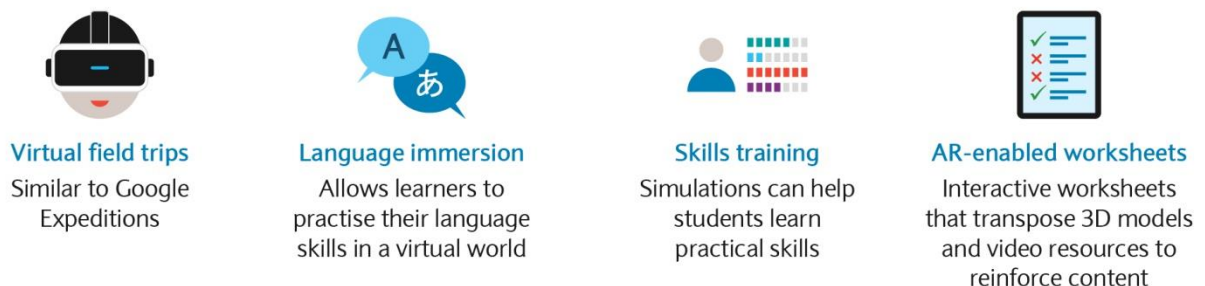 A
あ
Virtual field trips
Similar to Google
Expeditions
Language immersion
Allows learners to
practise their language
skills in a virtual world
Skills training
Simulations can help
students learn
practical skills
AR-enabled worksheets
Interactive worksheets
that transpose 3D models
and video resources to
reinforce content